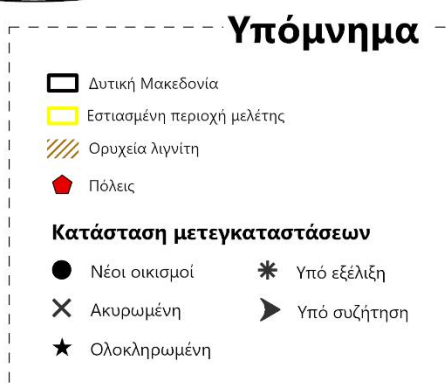 Υπόμνημα
Δυτική Μακεδονία
Εστιασμένη περιοχή μελέτης
Ορυχεία λιγνίτη
Πόλεις
Κατάσταση μετεγκαταστάσεων
Νέοι οικισμοί
Υπό εξέλιξη
Ακυρωμένη
Υπό συζήτηση
Ολοκληρωμένη